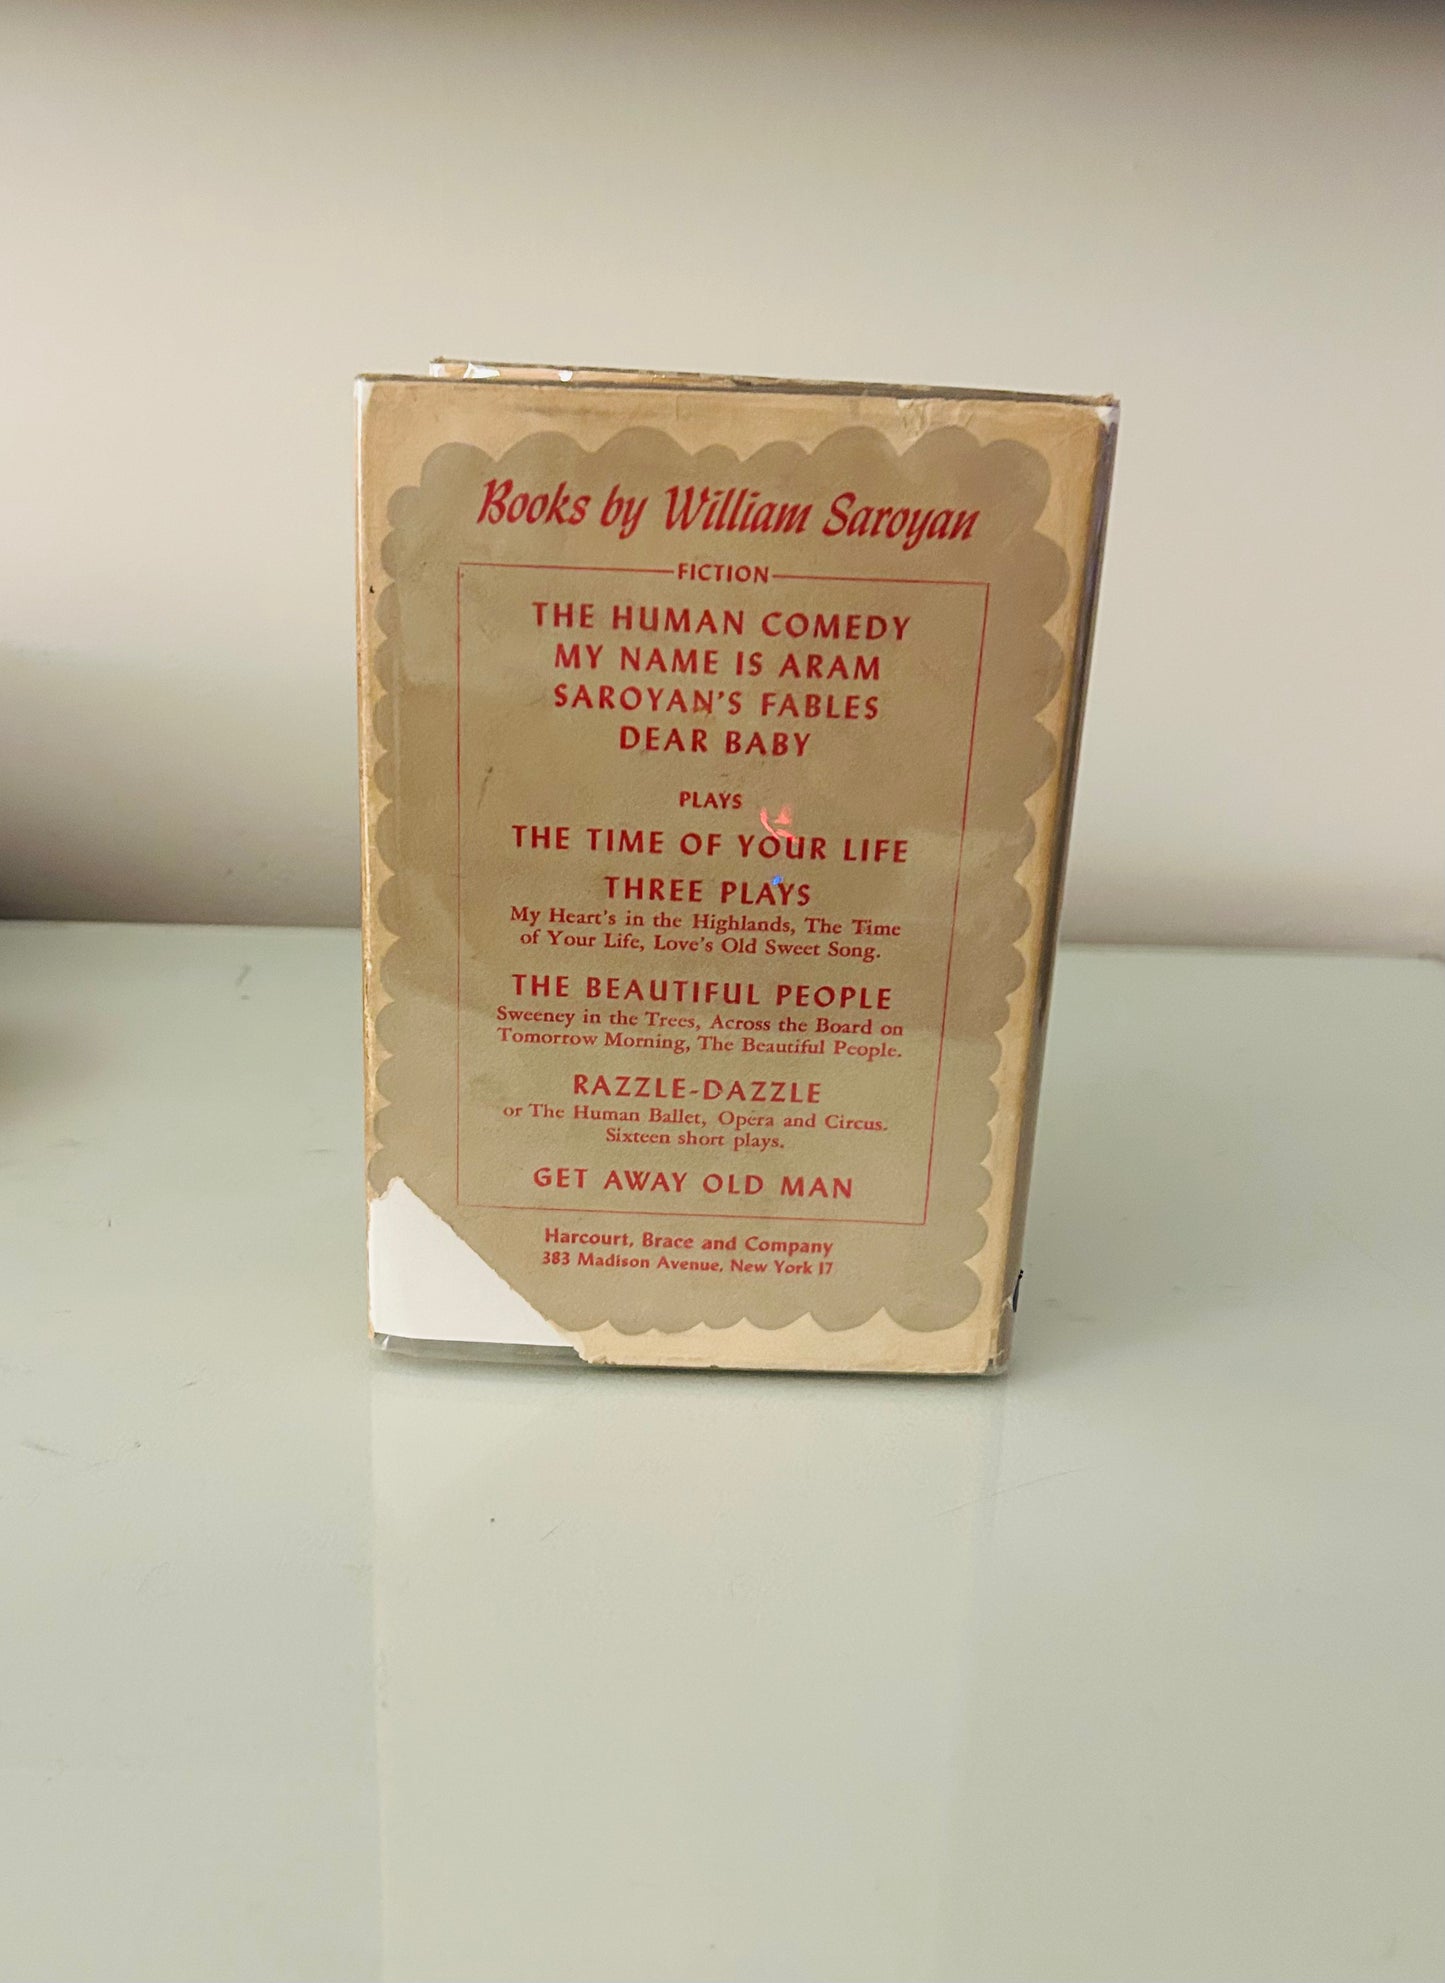 Books by William Saroyan
FICTION
THE HUMAN COMEDY
MY NAME IS ARAM
SAROYAN'S FABLES
DEAR BABY
PLAYS
THE TIME OF YOUR LIFE
THREE PLAYS
My Heart's in the Highlands, The Time
of Your Life, Love's Old Sweet Song.
THE BEAUTIFUL PEOPLE
Sweeney in the Trees, Across the Board on
Tomorrow Morning, The Beautiful People.
RAZZLE-DAZZLE
or The Human Ballet, Opera and Circus.
Sixteen short plays.
GET AWAY OLD MAN
Harcourt, Brace and Company
383 Madison Avenue, New York 17